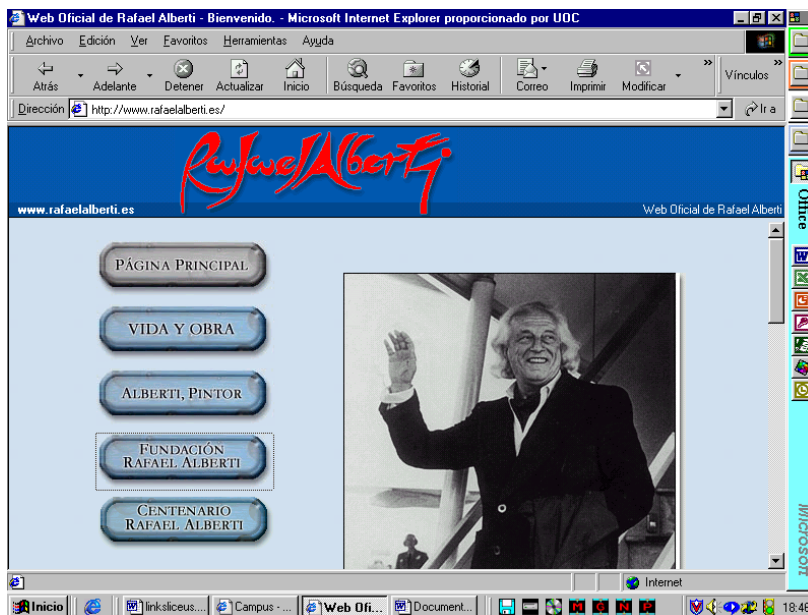 Web Oficial de Rafael Alberti - Bienvenido. - Microsoft Internet Explorer proporcionado por UOC
Archivo Edición Ver Favoritos Herramientas Ayuda
Atrás Adelante Detener Actualizar Inicio Búsqueda Favoritos Historial Correo Imprimir Modificar » Vínculos »
Dirección http://www.rafaelalberti.es/ Ir a
Rafael Alberti
www.rafaelalberti.es Web Oficial de Rafael Alberti
PÁGINA PRINCIPAL
VIDA Y OBRA
ALBERTI, PINTOR
FUNDACIÓN
RAFAEL ALBERTI
CENTENARIO
RAFAEL ALBERTI
Office
Microsoft
Internet
Inicio linksliceus.... Campus - ... Web Ofi... Document... M G N P 18:46